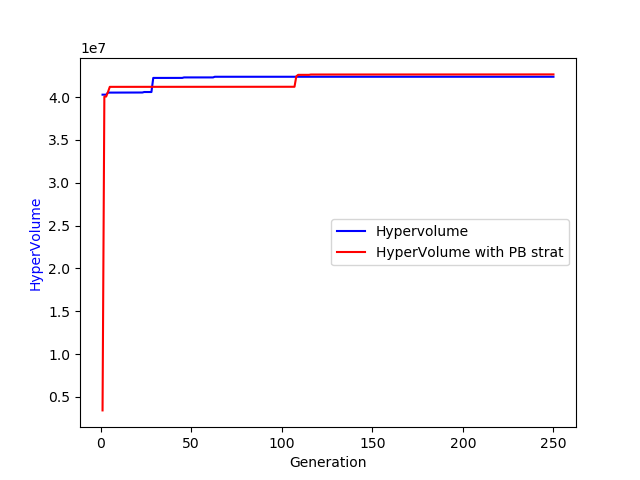 1e7
4.0
3.5
3.0
2.5
2.0
1.5
1.0
0.5
HyperVolume
Hypervolume
HyperVolume with PB strat
0 50 100 150 200 250
Generation